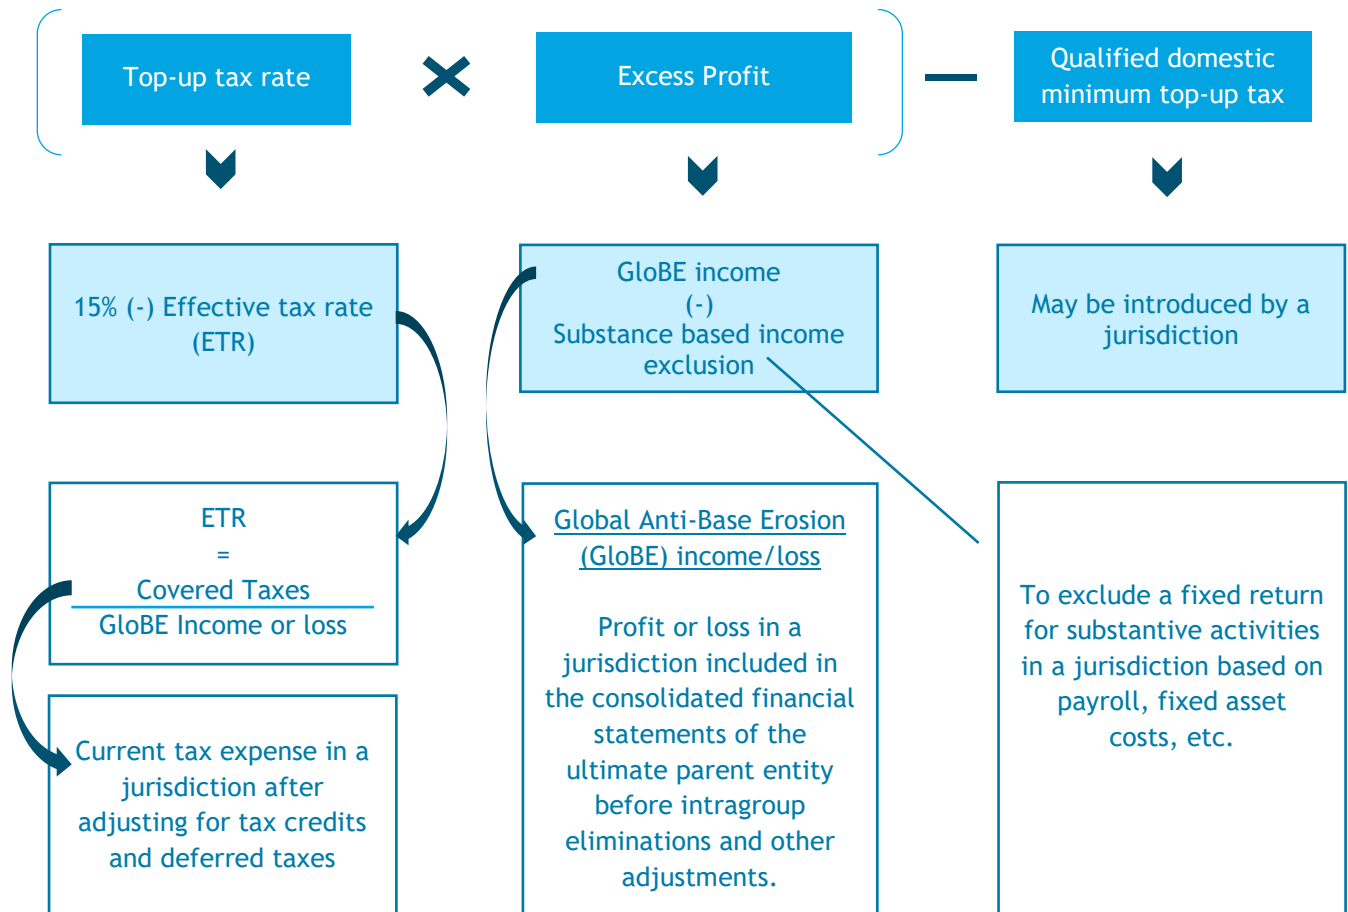 Top-up tax rate
Excess Profit
Qualified domestic
minimum top-up tax
15% (-) Effective tax rate
(ETR)
GloBE income
(-)
Substance based income
exclusion
May be introduced by a
jurisdiction
ETR
=
Covered Taxes
GloBE Income or loss
Global Anti-Base Erosion
(GloBE) income/loss
Profit or loss in a
jurisdiction included in
the consolidated financial
statements of the
ultimate parent entity
before intragroup
eliminations and other
adjustments.
To exclude a fixed return
for substantive activities
in a jurisdiction based on
payroll, fixed asset
costs, etc.
Current tax expense in a
jurisdiction after
adjusting for tax credits
and deferred taxes